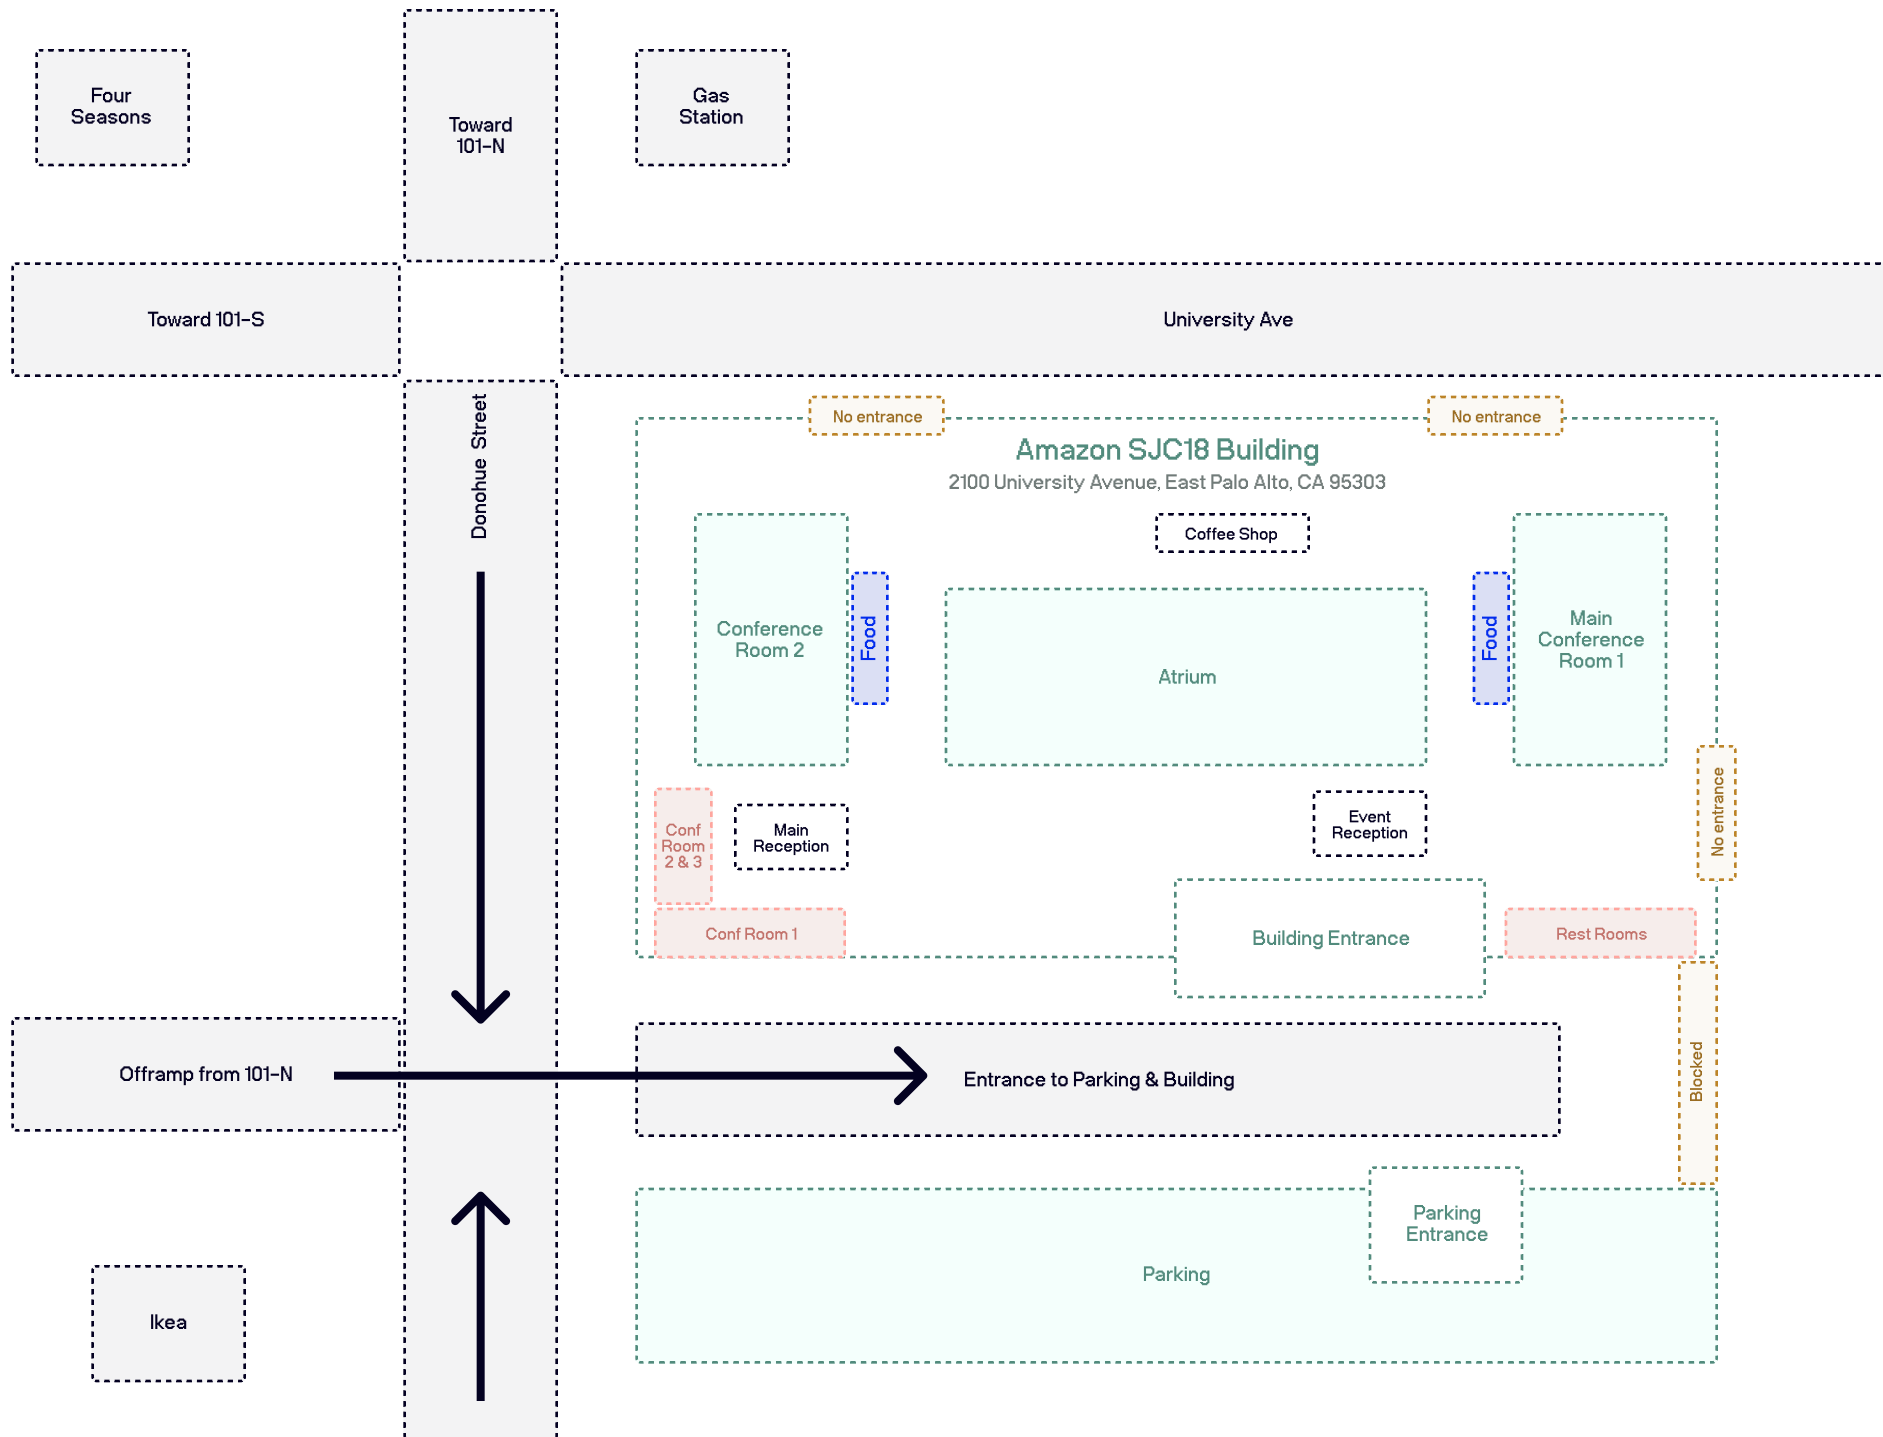 Four
Seasons
Toward
101-N
Gas
Station
Toward 101-S
University Ave
Donohue Street
No entrance
No entrance
Amazon SJC18 Building
2100 University Avenue, East Palo Alto, CA 95303
Coffee Shop
Conference
Room 2
Food
Atrium
Food
Main
Conference
Room 1
No entrance
Conf
Room
2 & 3
Main
Reception
Event
Reception
Conf Room 1
Building Entrance
Rest Rooms
Offramp from 101-N
Entrance to Parking & Building
Blocked
Parking
Entrance
Parking
Ikea